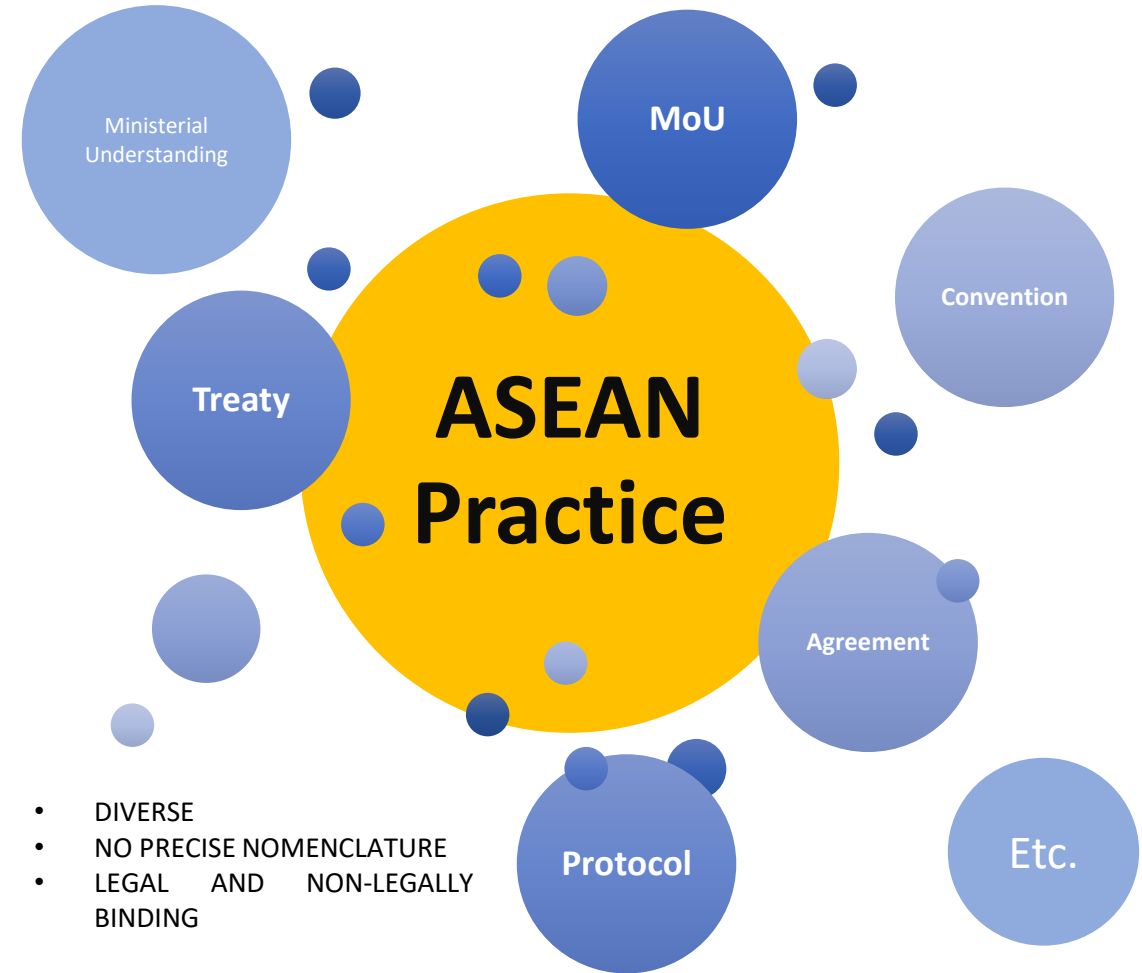 Ministerial
Understanding
MoU
Convention
Treaty
ASEAN
Practice
Agreement
Protocol
Etc.
• DIVERSE
• NO PRECISE NOMENCLATURE
• LEGAL AND NON-LEGALLY
BINDING